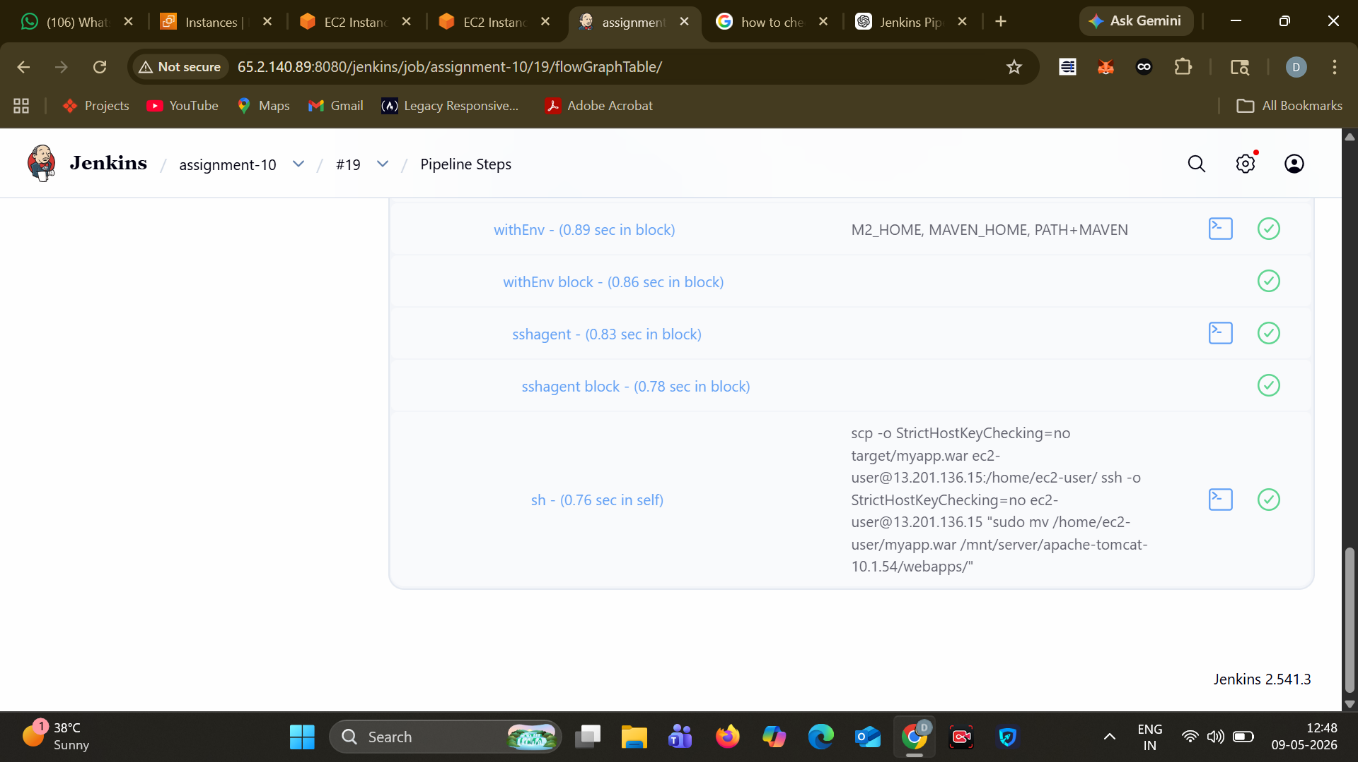 (106) What
Instances |
EC2 Instan
EC2 Instan
assignment
how to che
Jenkins Pip
Ask Gemini
Not secure
65.2.140.89:8080/jenkins/job/assignment-10/19/flowGraphTable/
D
Projects
YouTube
Maps
Gmail
Legacy Responsive...
Adobe Acrobat
All Bookmarks
Jenkins / assignment-10 / #19 / Pipeline Steps
withEnv - (0.89 sec in block)
M2_HOME, MAVEN_HOME, PATH+MAVEN
withEnv block - (0.86 sec in block)
sshagent - (0.83 sec in block)
sshagent block - (0.78 sec in block)
sh - (0.76 sec in self)
scp -o StrictHostKeyChecking=no
target/myapp.war ec2-
user@13.201.136.15:/home/ec2-user/ ssh -o
StrictHostKeyChecking=no ec2-
user@13.201.136.15 "sudo mv /home/ec2-
user/myapp.war /mnt/server/apache-tomcat-
10.1.54/webapps/"
Jenkins 2.541.3
1
38°C
Sunny
Search
D
ENG
IN
12:48
09-05-2026